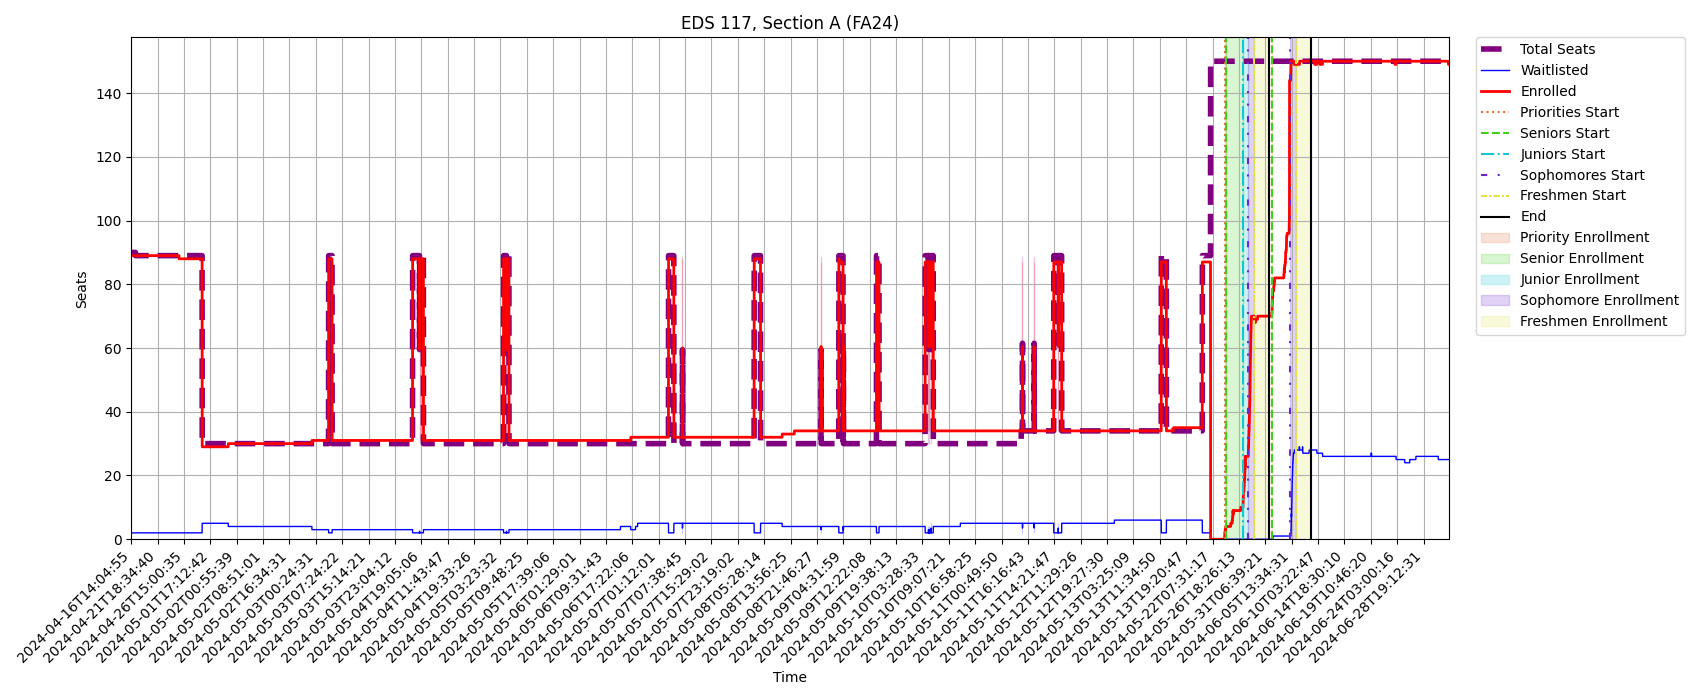 EDS 117, Section A (FA24)
Seats
140
120
100
80
60
40
20
0
Total Seats
Waitlisted
Enrolled
Priorities Start
Seniors Start
Juniors Start
Sophomores Start
Freshmen Start
End
Priority Enrollment
Senior Enrollment
Junior Enrollment
Sophomore Enrollment
Freshmen Enrollment
2024-04-16T14:04:55
2024-04-21T18:34:40
2024-04-26T15:00:35
2024-05-01T17:12:42
2024-05-02T00:55:39
2024-05-02T08:51:01
2024-05-02T16:34:31
2024-05-03T00:24:31
2024-05-03T07:24:22
2024-05-03T15:14:21
2024-05-03T23:04:12
2024-05-04T19:05:06
2024-05-04T11:43:47
2024-05-04T19:33:26
2024-05-04T23:23:32
2024-05-05T09:48:25
2024-05-05T17:39:06
2024-05-06T01:29:01
2024-05-06T09:31:43
2024-05-06T17:22:06
2024-05-07T01:12:01
2024-05-07T07:38:45
2024-05-07T15:29:02
2024-05-07T23:19:02
2024-05-08T05:28:14
2024-05-08T13:56:25
2024-05-08T21:46:27
2024-05-09T04:31:59
2024-05-09T12:22:08
2024-05-09T19:38:13
2024-05-10T03:28:33
2024-05-10T09:07:21
2024-05-10T16:58:25
2024-05-11T00:49:50
2024-05-11T16:16:43
2024-05-11T14:21:47
2024-05-12T11:29:26
2024-05-12T19:27:30
2024-05-13T03:25:09
2024-05-13T11:34:50
2024-05-13T19:20:47
2024-05-22T07:31:17
2024-05-26T18:26:13
2024-05-31T06:39:21
2024-06-05T13:34:31
2024-06-10T03:22:47
2024-06-14T18:30:10
2024-06-19T10:46:20
2024-06-24T03:00:16
2024-06-28T19:12:31
Time